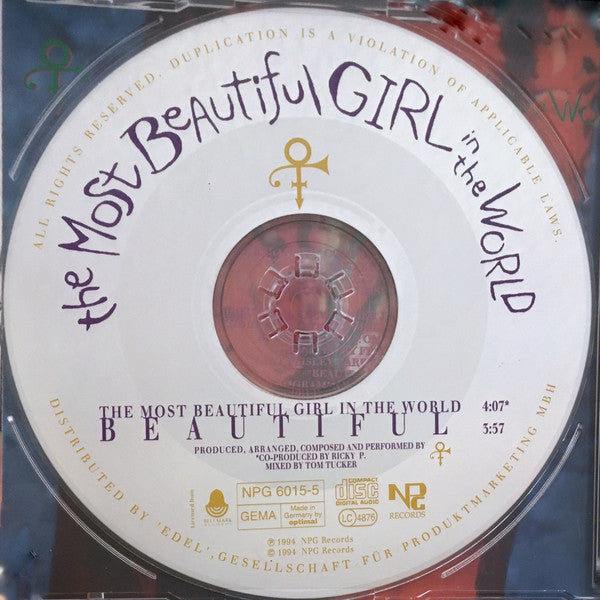 ALL RIGHTS RESERVED. DUPLICATION IS A VIOLATION OF APPLICABLE LAWS.
the Most Beautiful GIRL in the WORLD
THE MOST BEAUTIFUL GIRL IN THE WORLD 4:07*
BEAUTIFUL 3:57
PRODUCED, ARRANGED, COMPOSED AND PERFORMED BY
*CO-PRODUCED BY RICKY P.
MIXED BY TOM TUCKER
Licensed from
BELLMARK
NPG 6015-5
GEMA
Made in
Germany by
optimal
COMPACT
disc
DIGITAL AUDIO
LC 4876
NPG
RECORDS
℗ 1994 NPG Records
© 1994 NPG Records
DISTRIBUTED BY 'EDEL', GESELLSCHAFT FÜR PRODUKTMARKETING MBH